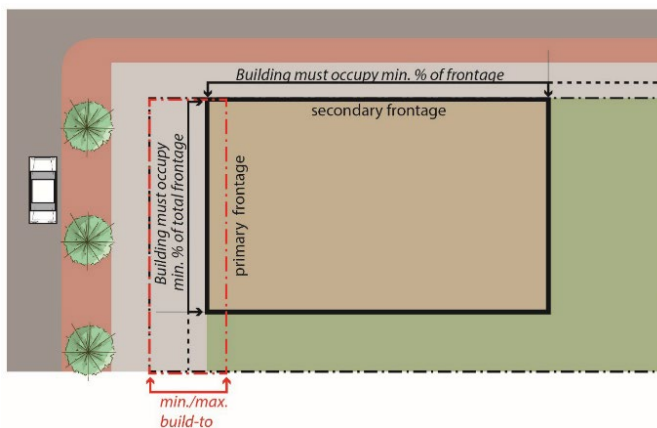 Building must occupy min. % of frontage
secondary frontage
Building must occupy
min. % of total frontage
primary frontage
min./max.
build-to